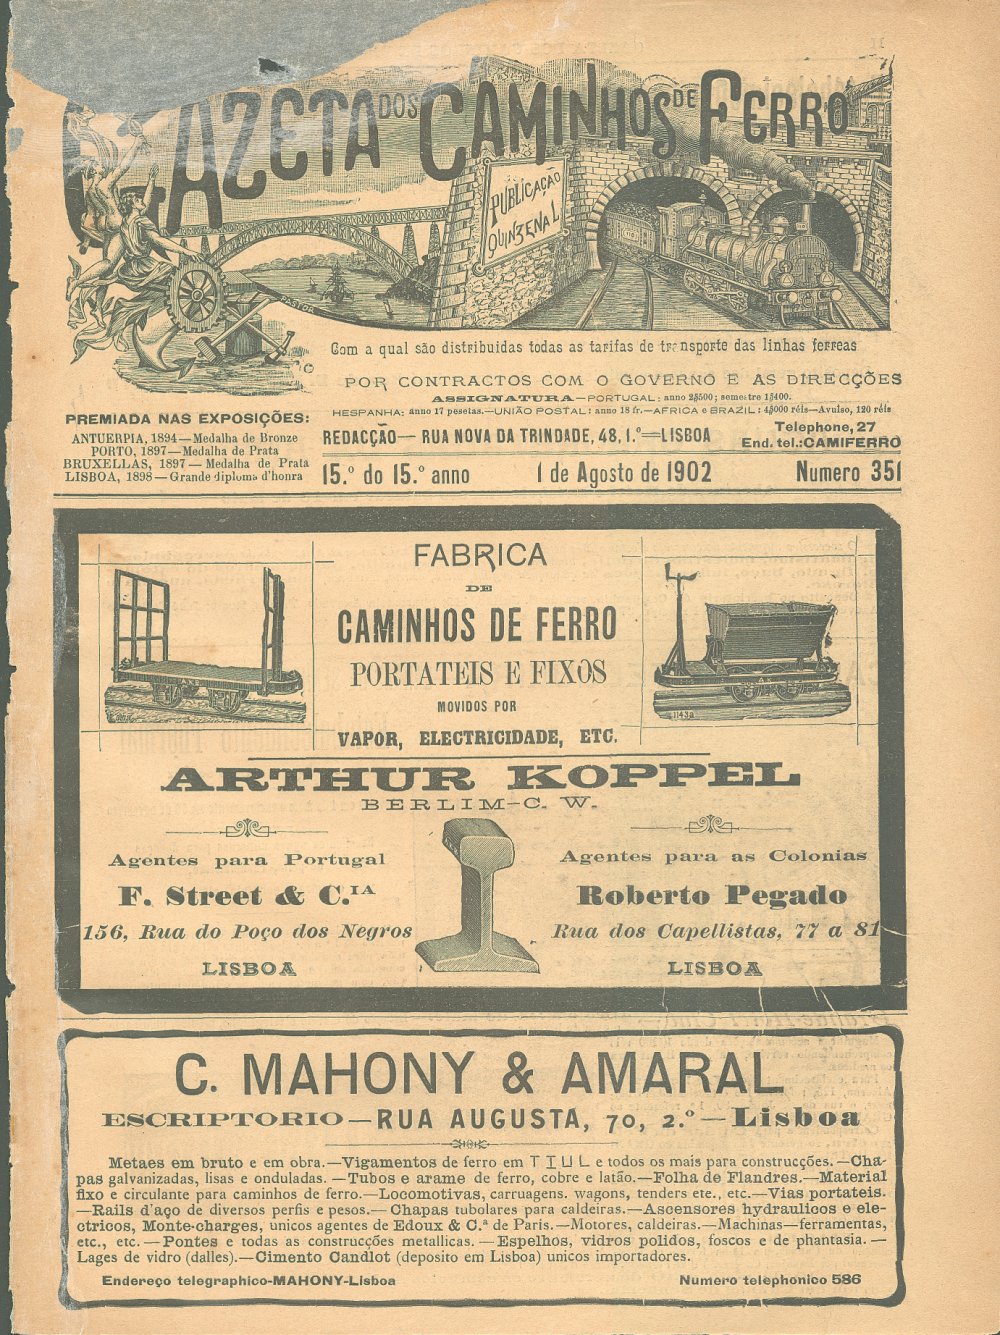 GAZETA DOS CAMINHOS DE FERRO
PUBLICAÇÃO
QUINZENAL
PASTOR
Com a qual são distribuidas todas as tarifas de transporte das linhas ferreas
POR CONTRACTOS COM O GOVERNO E AS DIRECÇÕES
ASSIGNATURA—PORTUGAL: anno 2$500; semestre 1$400.
HESPANHA: anno 17 pesetas.—UNIÃO POSTAL: anno 18 fr.—AFRICA e BRAZIL: 4$000 réis—Avulso, 120 réis
PREMIADA NAS EXPOSIÇÕES:
ANTUERPIA, 1894—Medalha de Bronze
PORTO, 1897—Medalha de Prata
BRUXELLAS, 1897—Medalha de Prata
LISBOA, 1898—Grande diploma d'honra
REDACÇÃO— RUA NOVA DA TRINDADE, 48, 1.º—LISBOA
Telephone, 27
End. tel.: CAMIFERRO
15.º do 15.º anno 1 de Agosto de 1902 Numero 351
FABRICA
DE
CAMINHOS DE FERRO
PORTATEIS E FIXOS
MOVIDOS POR
VAPOR, ELECTRICIDADE, ETC.
1143a
ARTHUR KOPPEL
BERLIM—C. W.
Agentes para Portugal
F. Street & C.IA
156, Rua do Poço dos Negros
LISBOA
Agentes para as Colonias
Roberto Pegado
Rua dos Capellistas, 77 a 81
LISBOA
C. MAHONY & AMARAL
ESCRIPTORIO—RUA AUGUSTA, 70, 2.º—Lisboa
Metaes em bruto e em obra.—Vigamentos de ferro em T I U L e todos os mais para construcções.—Cha-
pas galvanizadas, lisas e onduladas.—Tubos e arame de ferro, cobre e latão.—Folha de Flandres.—Material
fixo e circulante para caminhos de ferro.—Locomotivas, carruagens. wagons, tenders etc., etc.—Vias portateis.
—Rails d'aço de diversos perfis e pesos.—Chapas tubolares para caldeiras.—Ascensores hydraulicos e ele-
ctricos, Monte-charges, unicos agentes de Edoux & C.ª de Paris.—Motores, caldeiras.—Machinas—ferramentas,
etc., etc.—Pontes e todas as construcções metallicas.—Espelhos, vidros polidos, foscos e de phantasia.—
Lages de vidro (dalles).—Cimento Candlot (deposito em Lisboa) unicos importadores.
Endereço telegraphico-MAHONY-Lisboa Numero telephonico 586